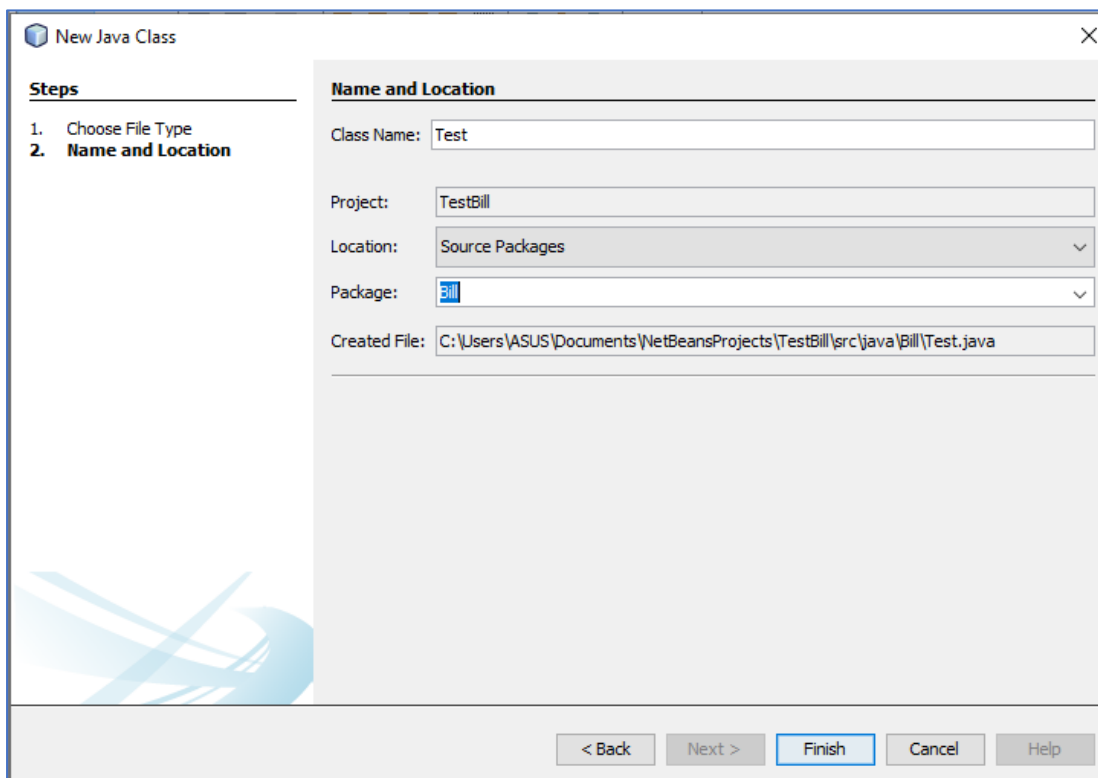 New Java Class
Steps
1. Choose File Type
2. Name and Location
Name and Location
Class Name: Test
Project: TestBill
Location: Source Packages
Package: Bill
Created File: C:\Users\ASUS\Documents\NetBeansProjects\TestBill\src\java\Bill\Test.java
< Back Next > Finish Cancel Help